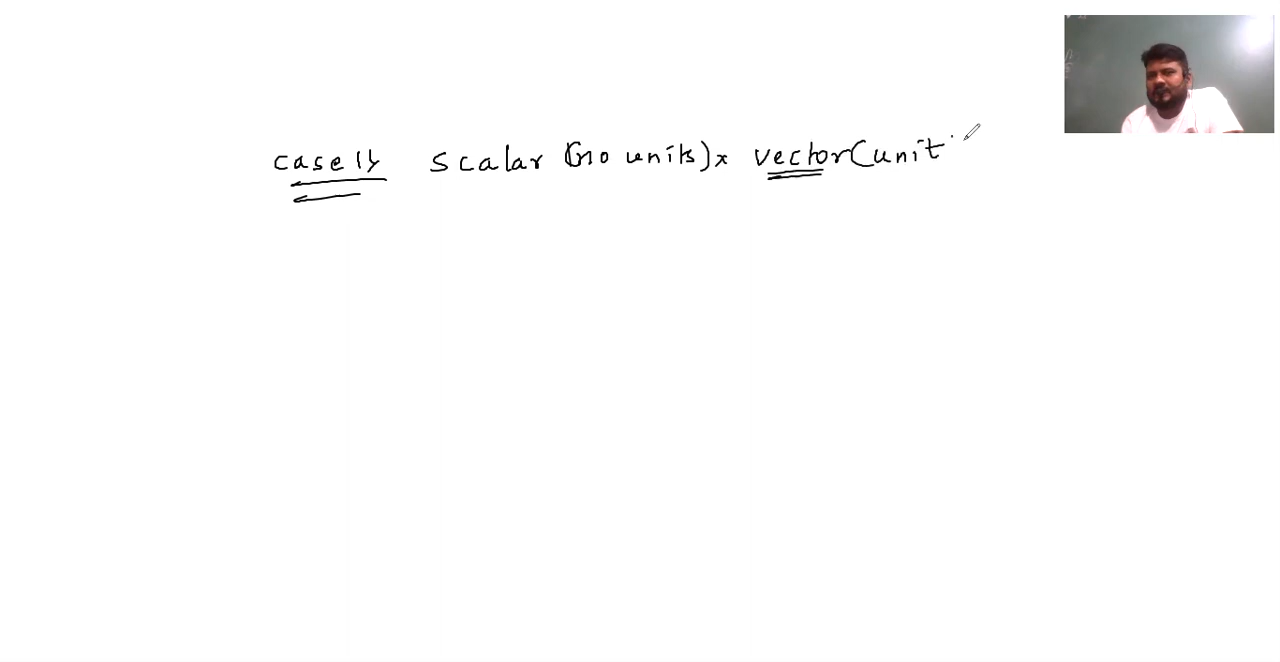 case 1) scalar (no units) x vector (unit